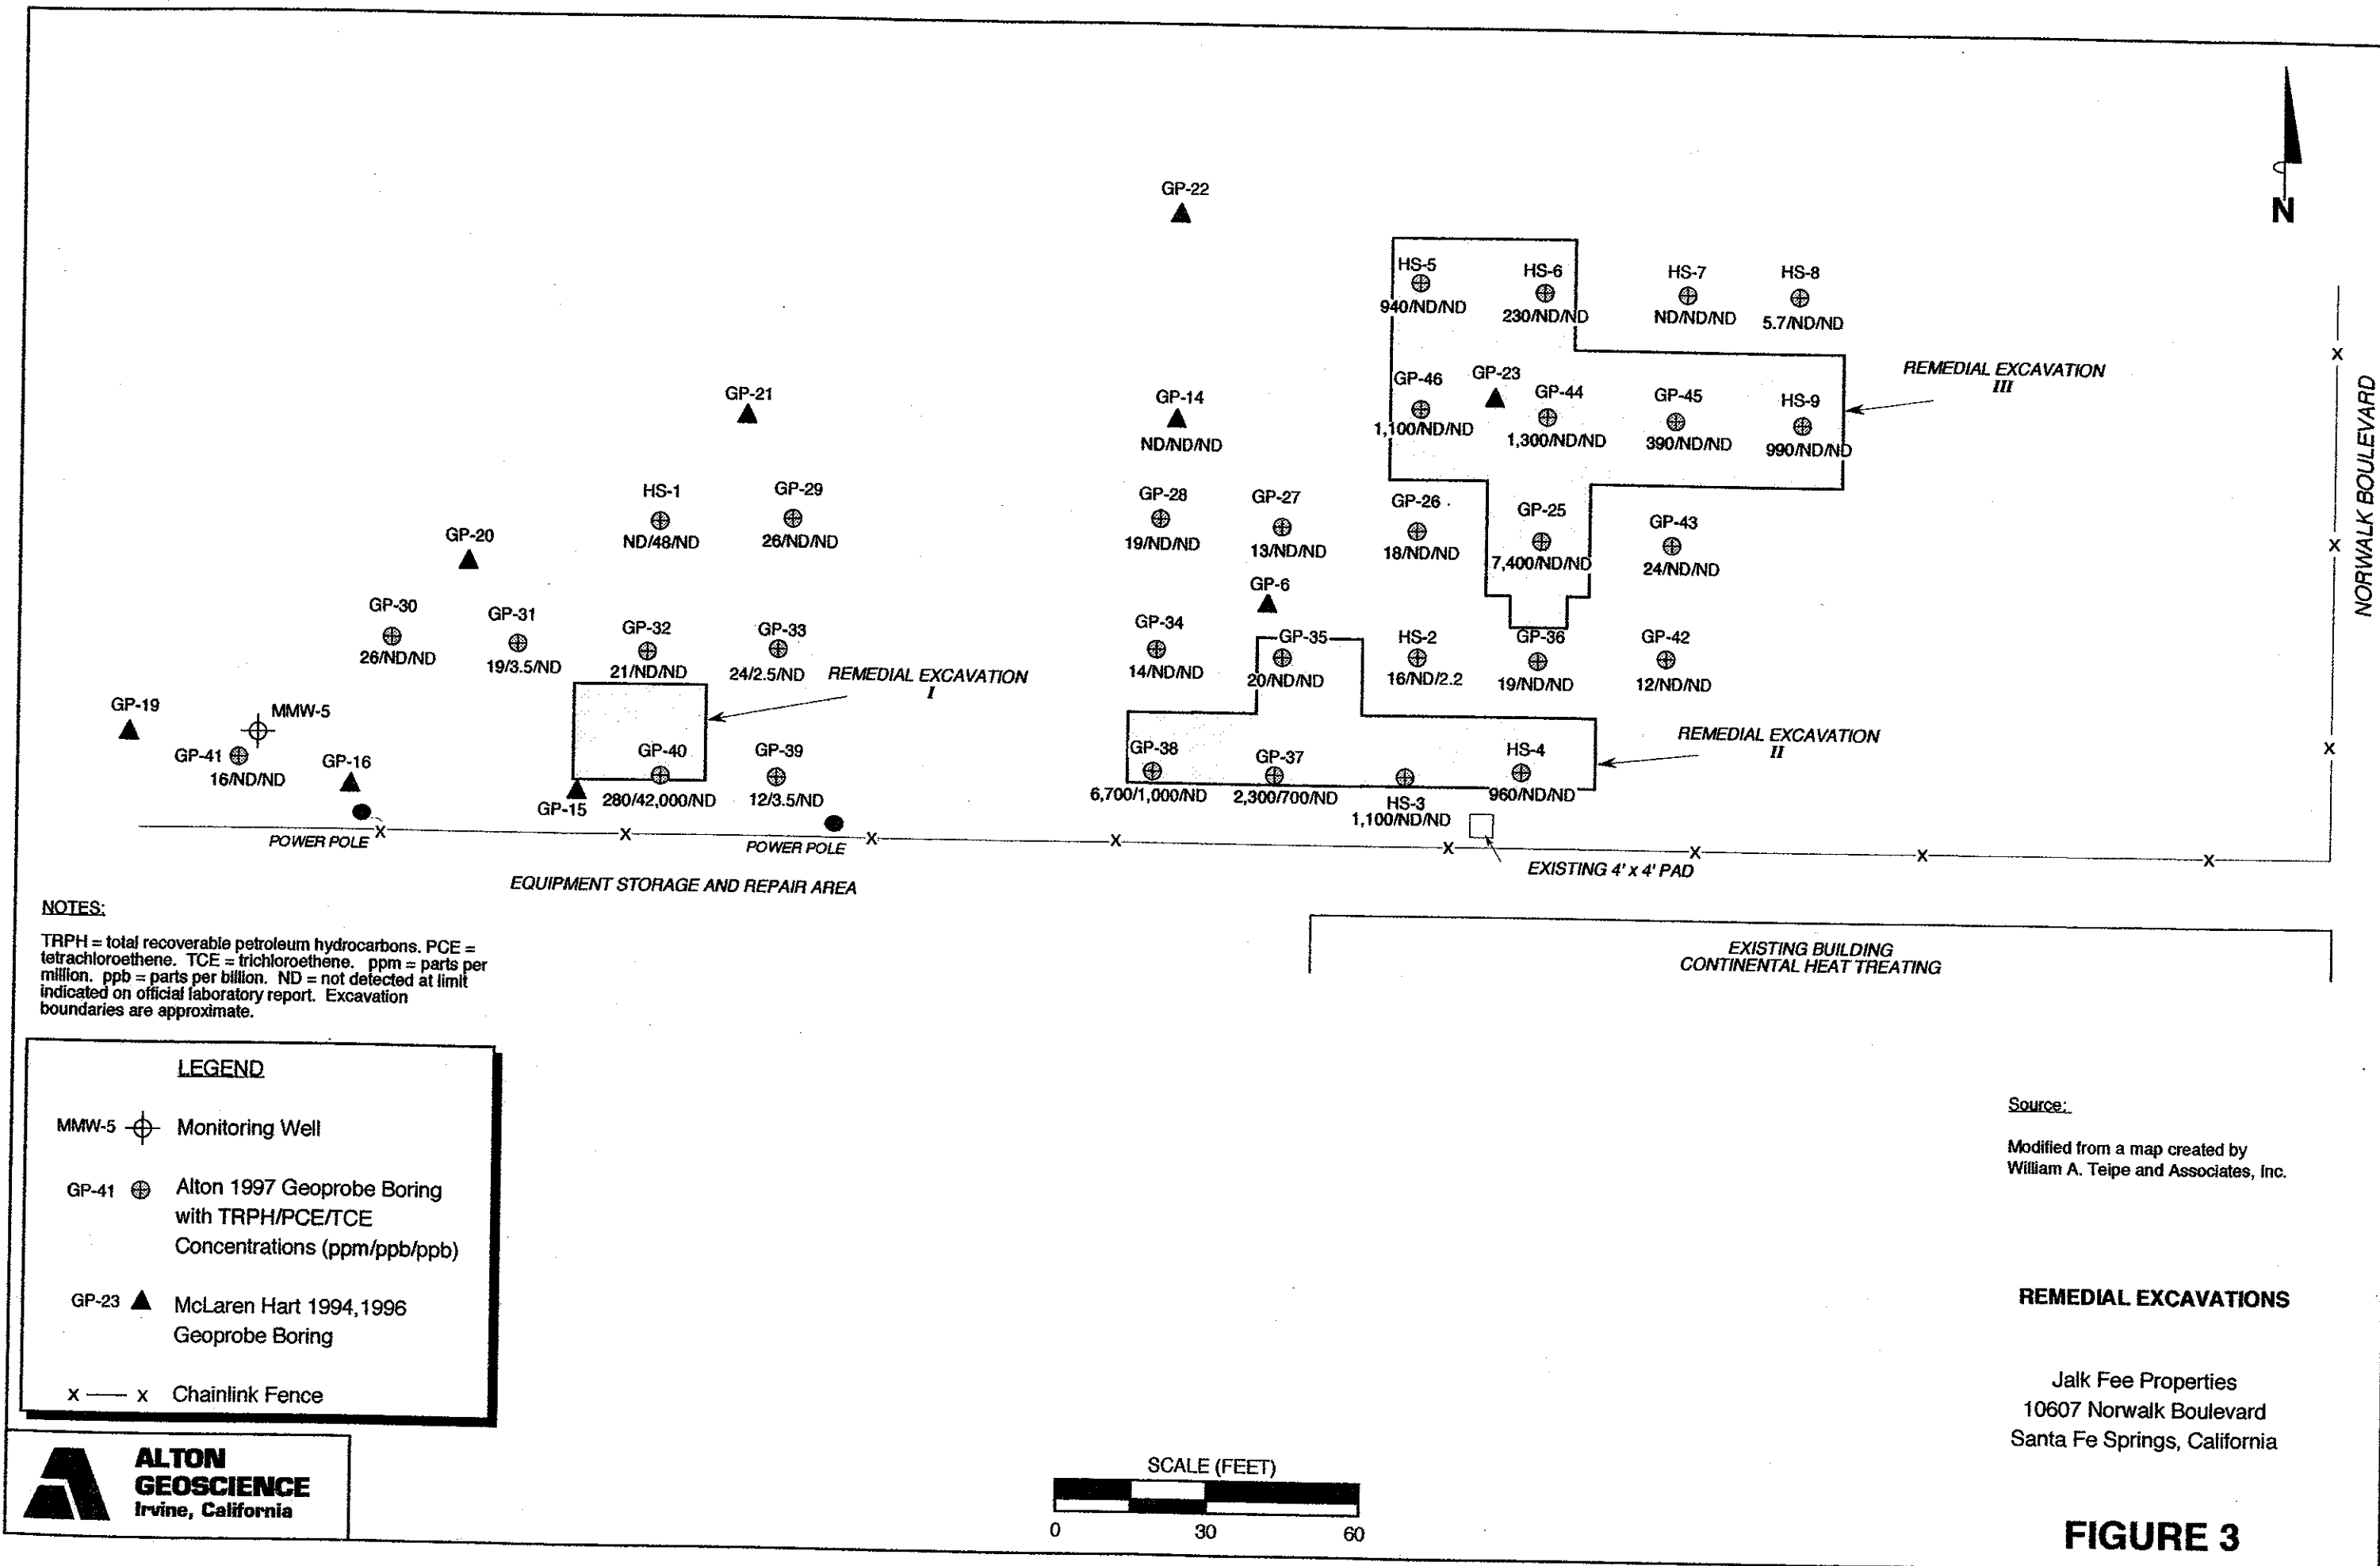 N
GP-22
HS-5
940/ND/ND
HS-6
230/ND/ND
HS-7
ND/ND/ND
HS-8
5.7/ND/ND
REMEDIAL EXCAVATION
III
NORWALK BOULEVARD
GP-21
GP-14
ND/ND/ND
GP-46
1,100/ND/ND
GP-23
GP-44
1,300/ND/ND
GP-45
390/ND/ND
HS-9
990/ND/ND
HS-1
ND/48/ND
GP-29
26/ND/ND
GP-28
19/ND/ND
GP-27
13/ND/ND
GP-26
18/ND/ND
GP-25
7,400/ND/ND
GP-43
24/ND/ND
GP-20
GP-6
GP-30
26/ND/ND
GP-31
19/3.5/ND
GP-32
21/ND/ND
GP-33
24/2.5/ND
REMEDIAL EXCAVATION
I
GP-34
14/ND/ND
GP-35
20/ND/ND
HS-2
16/ND/2.2
GP-36
19/ND/ND
GP-42
12/ND/ND
GP-19
MMW-5
GP-41
16/ND/ND
GP-16
GP-15
GP-40
280/42,000/ND
GP-39
12/3.5/ND
GP-38
6,700/1,000/ND
GP-37
2,300/700/ND
HS-3
1,100/ND/ND
HS-4
960/ND/ND
REMEDIAL EXCAVATION
II
X X X X X X X X X X X
POWER POLE
POWER POLE
EXISTING 4' x 4' PAD
EQUIPMENT STORAGE AND REPAIR AREA
EXISTING BUILDING
CONTINENTAL HEAT TREATING
NOTES:
TRPH = total recoverable petroleum hydrocarbons. PCE =
tetrachloroethene. TCE = trichloroethene. ppm = parts per
million. ppb = parts per billion. ND = not detected at limit
indicated on official laboratory report. Excavation
boundaries are approximate.
LEGEND
MMW-5 Monitoring Well
GP-41 Alton 1997 Geoprobe Boring
with TRPH/PCE/TCE
Concentrations (ppm/ppb/ppb)
GP-23 McLaren Hart 1994,1996
Geoprobe Boring
x x Chainlink Fence
ALTON
GEOSCIENCE
Irvine, California
SCALE (FEET)
0 30 60
Source:
Modified from a map created by
William A. Teipe and Associates, Inc.
REMEDIAL EXCAVATIONS
Jalk Fee Properties
10607 Norwalk Boulevard
Santa Fe Springs, California
FIGURE 3